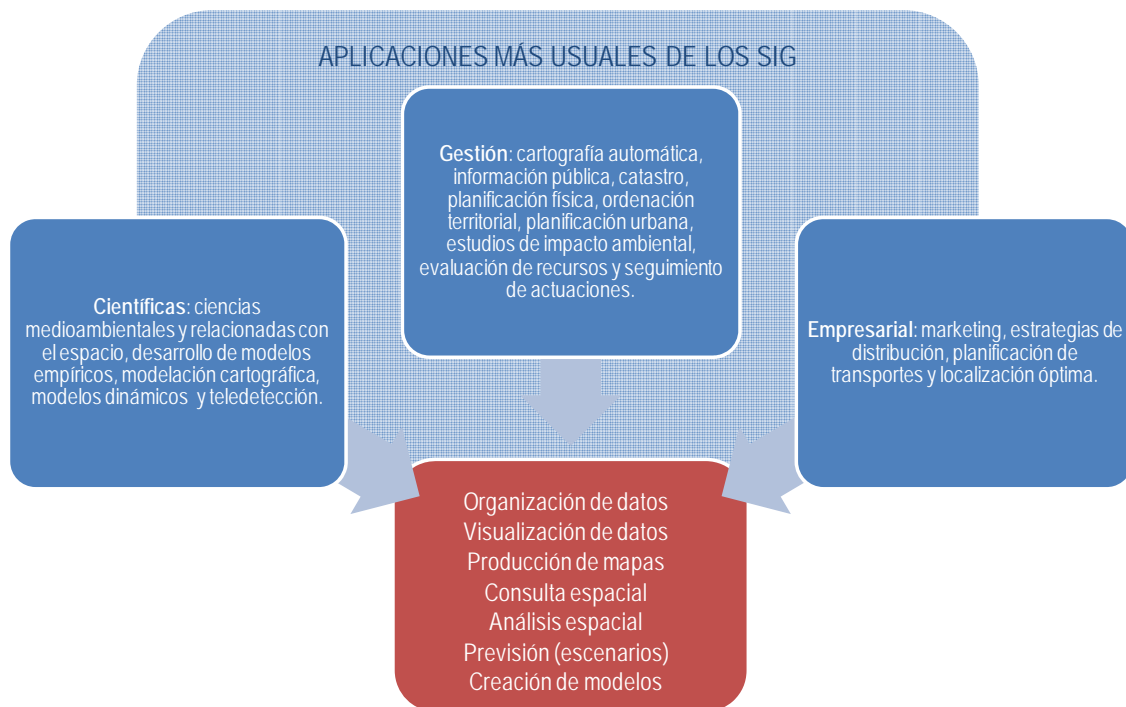 APLICACIONES MÁS USUALES DE LOS SIG
Gestión: cartografía automática,
información pública, catastro,
planificación física, ordenación
territorial, planificación urbana,
estudios de impacto ambiental,
evaluación de recursos y seguimiento
de actuaciones.
Científicas: ciencias
medioambientales y relacionadas con
el espacio, desarrollo de modelos
empíricos, modelación cartográfica,
modelos dinámicos y teledetección.
Empresarial: marketing, estrategias de
distribución, planificación de
transportes y localización óptima.
Organización de datos
Visualización de datos
Producción de mapas
Consulta espacial
Análisis espacial
Previsión (escenarios)
Creación de modelos